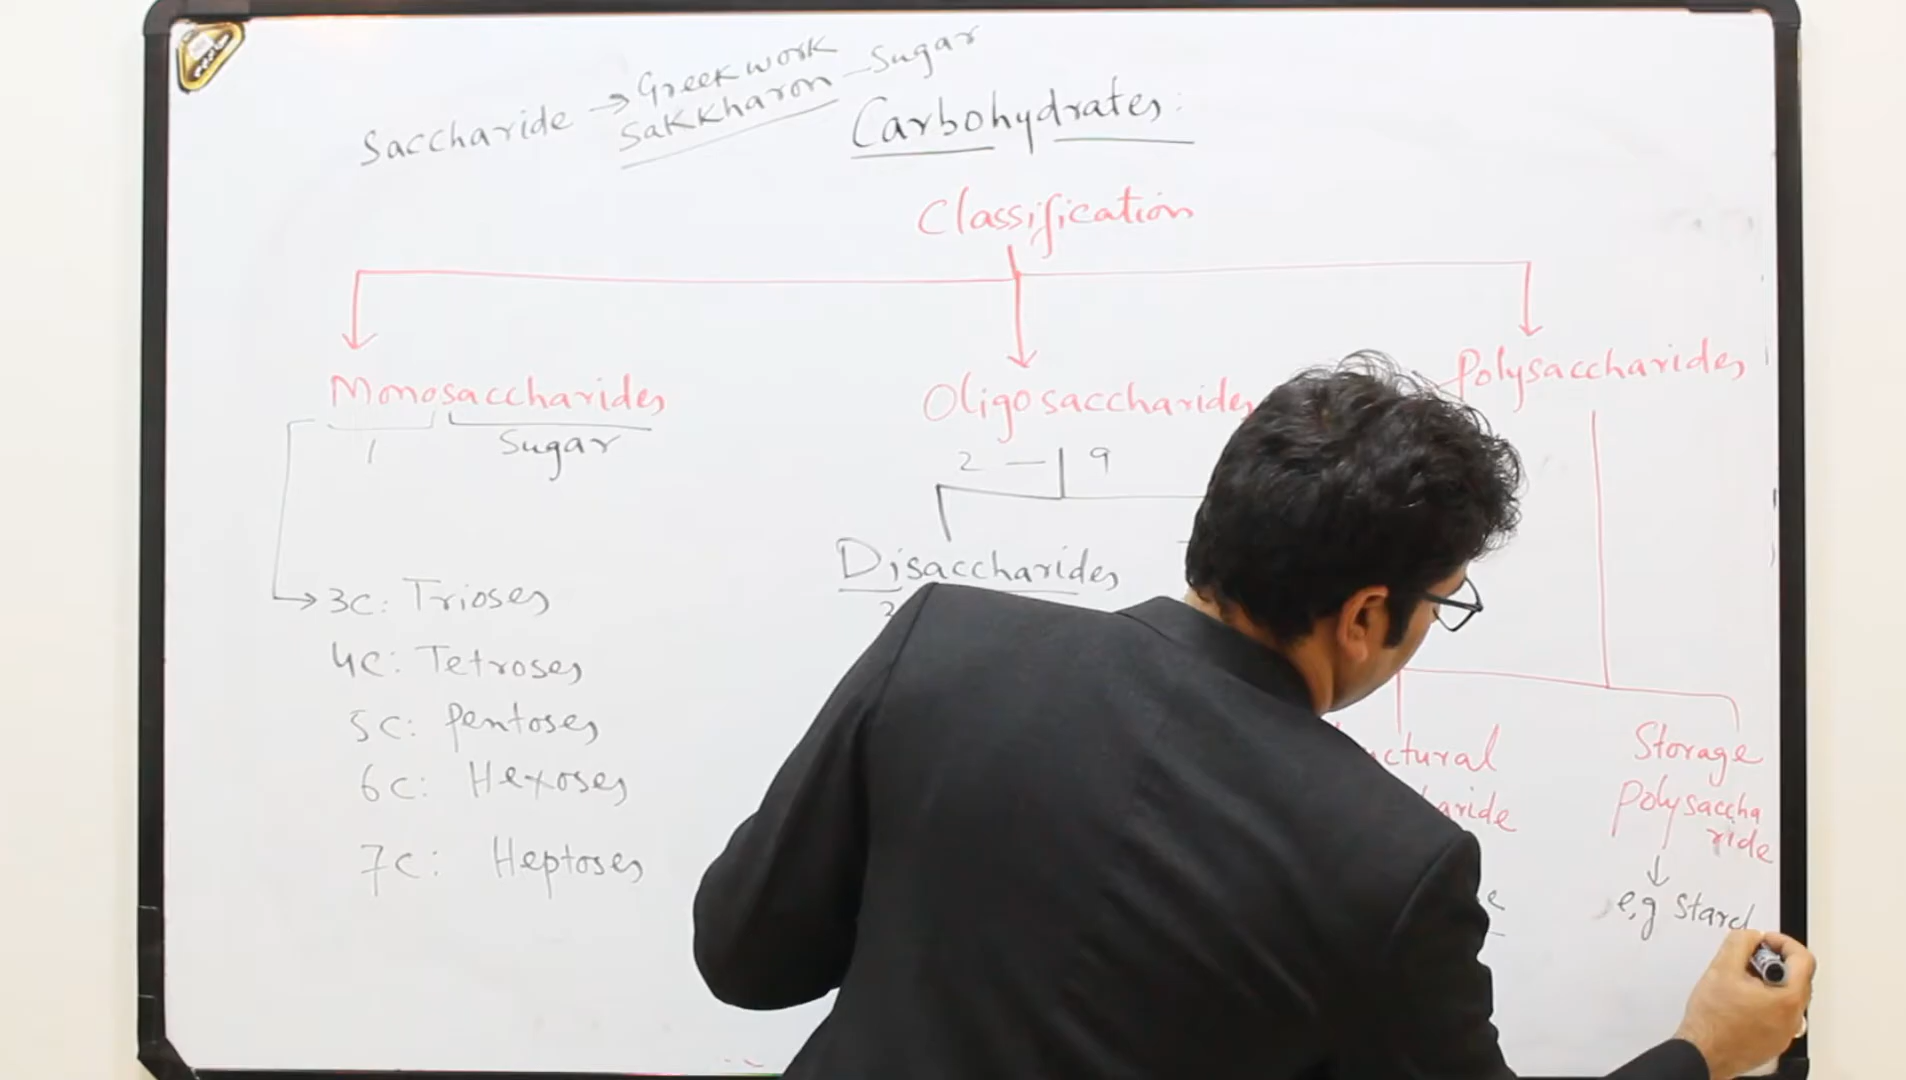 Greek work
Saccharide → Sakkharon - Sugar
Carbohydrates:
Classification
Monosaccharides
1 Sugar
Oligosaccharides
2 - 9
Disaccharides
Polysaccharides
3c: Trioses
4c: Tetroses
5c: Pentoses
6c: Hexoses
7c: Heptoses
Storage
Polysaccha
ride
e,g Starch